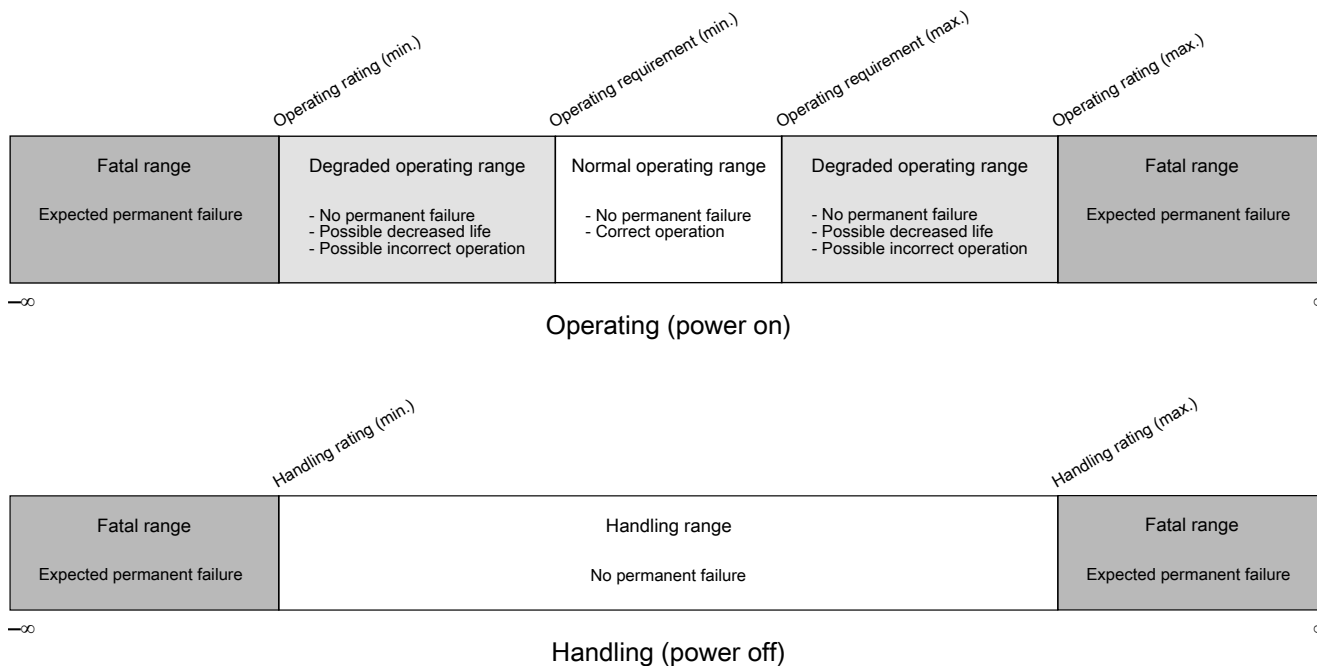 Operating rating (min.)
Operating requirement (min.)
Operating requirement (max.)
Operating rating (max.)
Fatal range
Degraded operating range
Normal operating range
Degraded operating range
Fatal range
Expected permanent failure
- No permanent failure
- Possible decreased life
- Possible incorrect operation
- No permanent failure
- Correct operation
- No permanent failure
- Possible decreased life
- Possible incorrect operation
Expected permanent failure
–∞
Operating (power on)
Handling rating (min.)
Handling rating (max.)
Fatal range
Handling range
Fatal range
Expected permanent failure
No permanent failure
Expected permanent failure
–∞
Handling (power off)